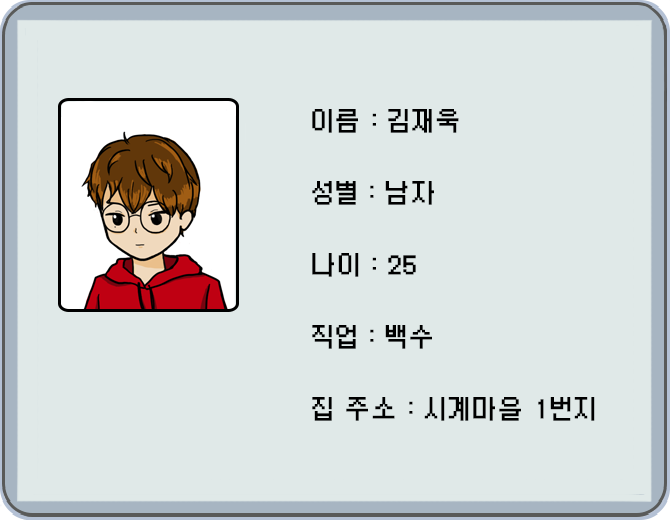 이름 : 김재욱
성별 : 남자
나이 : 25
직업 : 백수
집 주소 : 시계마을 1번지